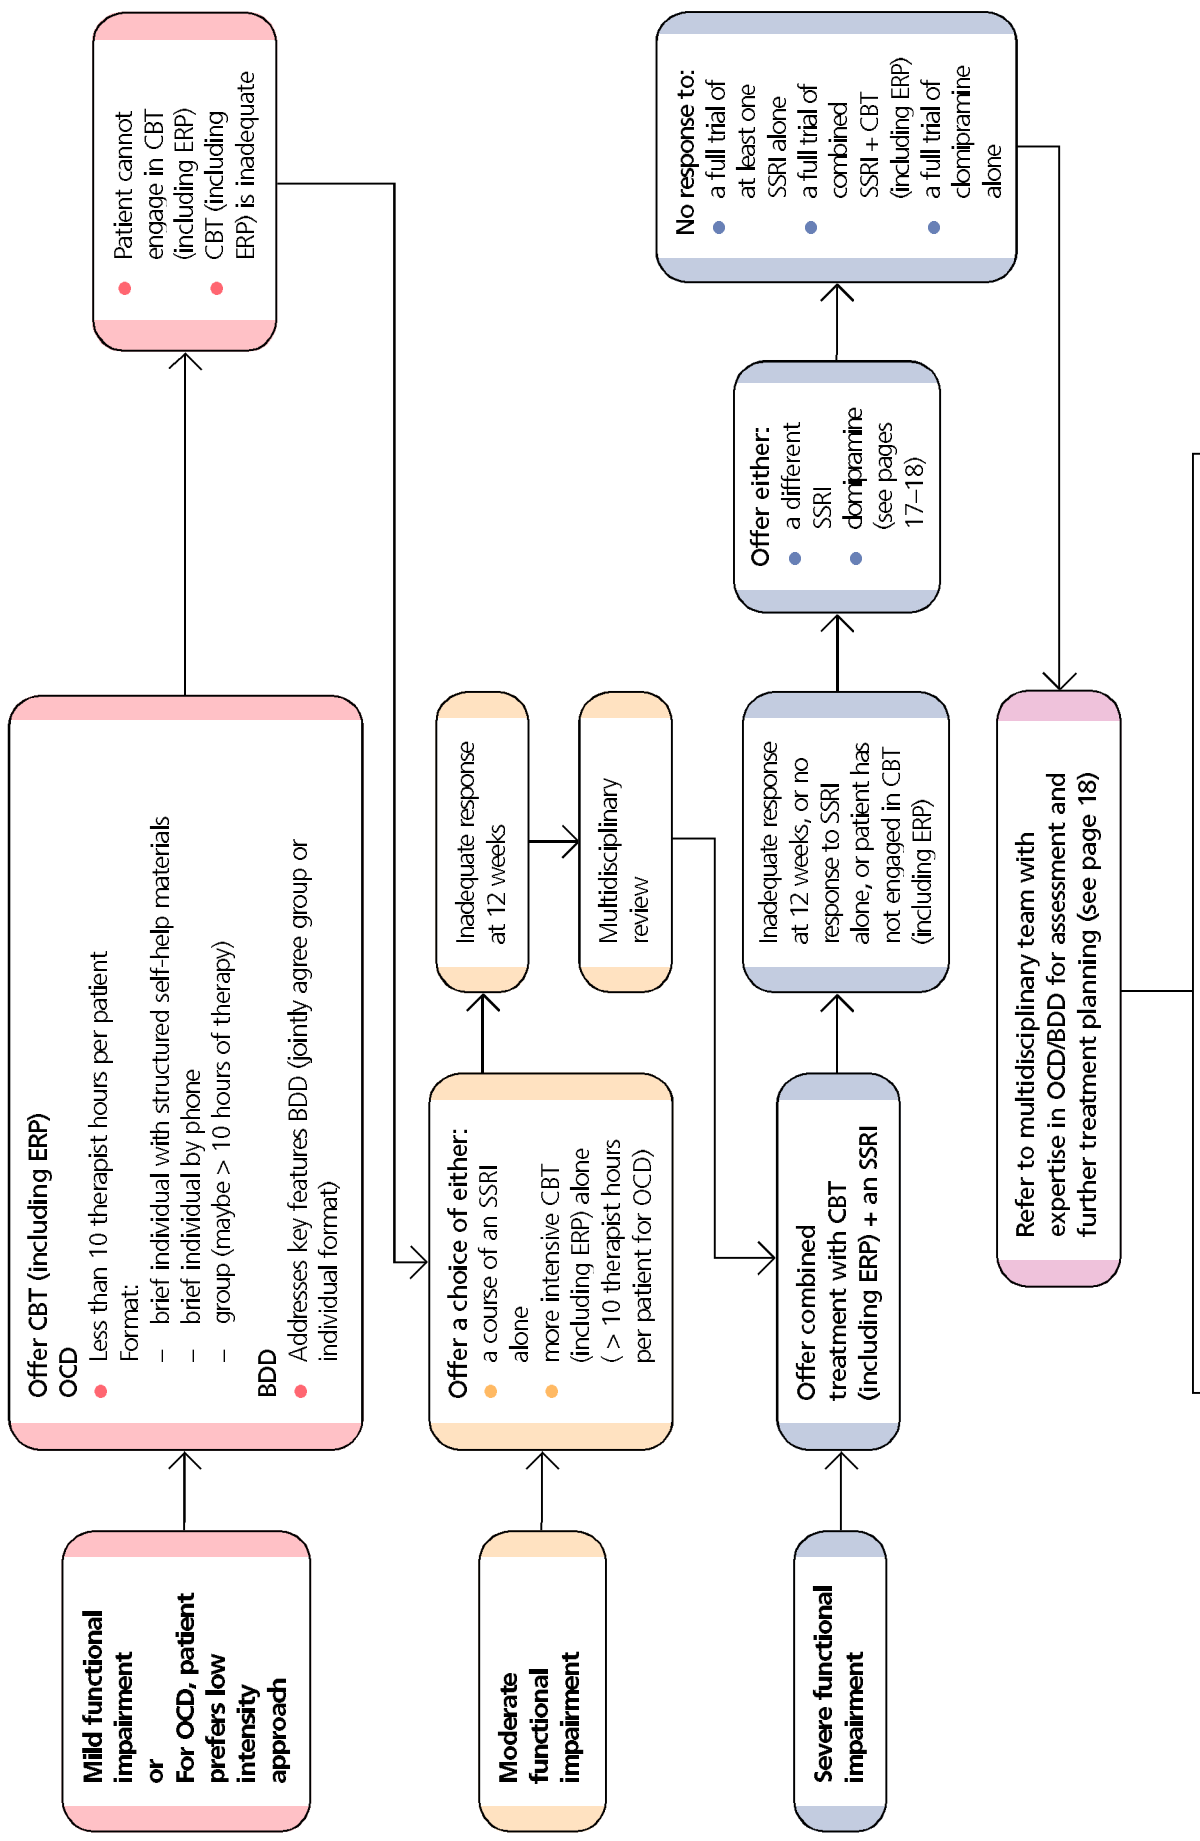 Mild functional
impairment
or
For OCD, patient
prefers low
intensity
approach
Offer CBT (including ERP)
OCD
● Less than 10 therapist hours per patient
Format:
– brief individual with structured self-help materials
– brief individual by phone
– group (maybe > 10 hours of therapy)
BDD
● Addresses key features BDD (jointly agree group or
individual format)
● Patient cannot
engage in CBT
(including ERP)
● CBT (including
ERP) is inadequate
Moderate
functional
impairment
Offer a choice of either:
● a course of an SSRI
alone
● more intensive CBT
(including ERP) alone
( > 10 therapist hours
per patient for OCD)
Inadequate response
at 12 weeks
Multidisciplinary
review
Severe functional
impairment
Offer combined
treatment with CBT
(including ERP) + an SSRI
Inadequate response
at 12 weeks, or no
response to SSRI
alone, or patient has
not engaged in CBT
(including ERP)
Offer either:
● a different
SSRI
● clomipramine
(see pages
17–18)
No response to:
● a full trial of
at least one
SSRI alone
● a full trial of
combined
SSRI + CBT
(including ERP)
● a full trial of
clomipramine
alone
Refer to multidisciplinary team with
expertise in OCD/BDD for assessment and
further treatment planning (see page 18)